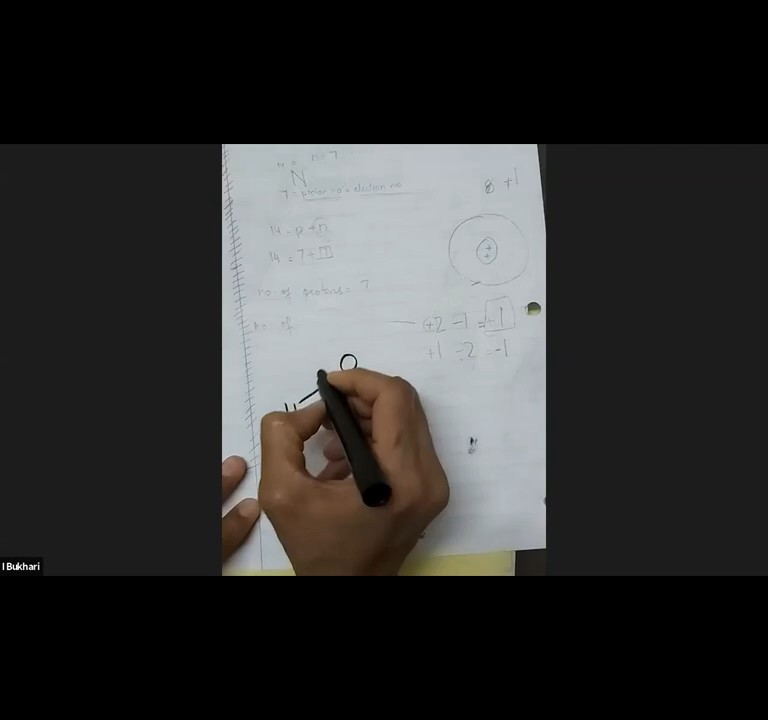 N
7 = proton no = electron no
+1
14 = p + n
14 = 7 + n
no. of protons = 7
no. of
+2 -1 = +1
+1 -2 = -1
O
H
I Bukhari